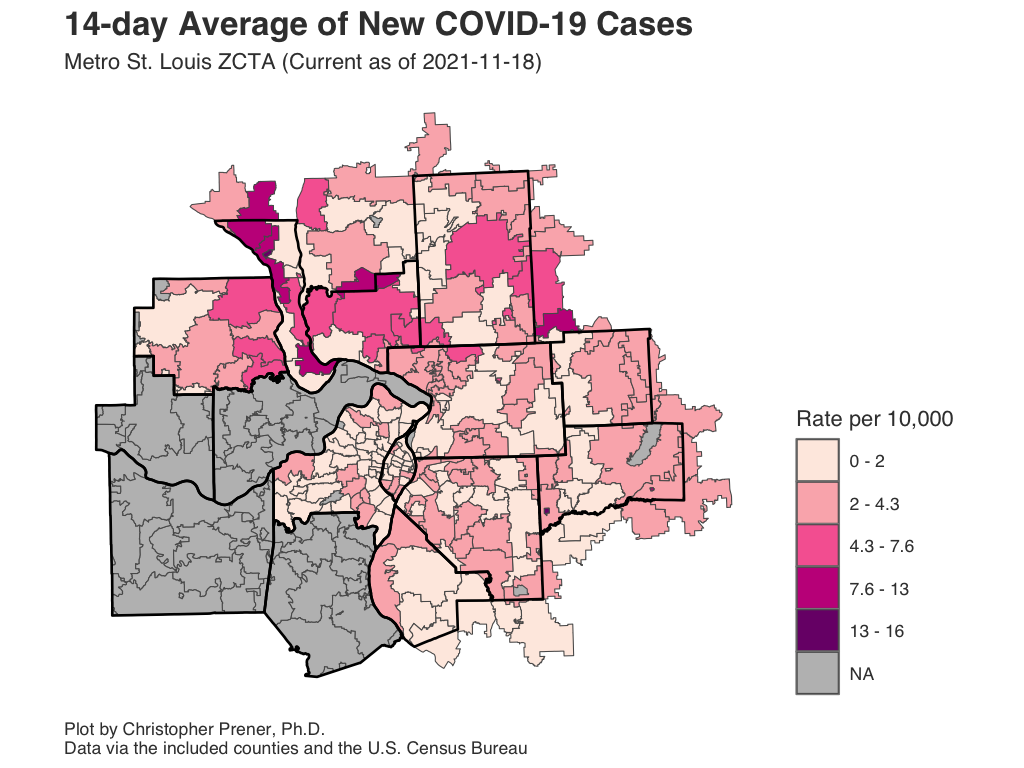 14-day Average of New COVID-19 Cases
Metro St. Louis ZCTA (Current as of 2021-11-18)
Rate per 10,000
0 - 2
2 - 4.3
4.3 - 7.6
7.6 - 13
13 - 16
NA
Plot by Christopher Prener, Ph.D.
Data via the included counties and the U.S. Census Bureau